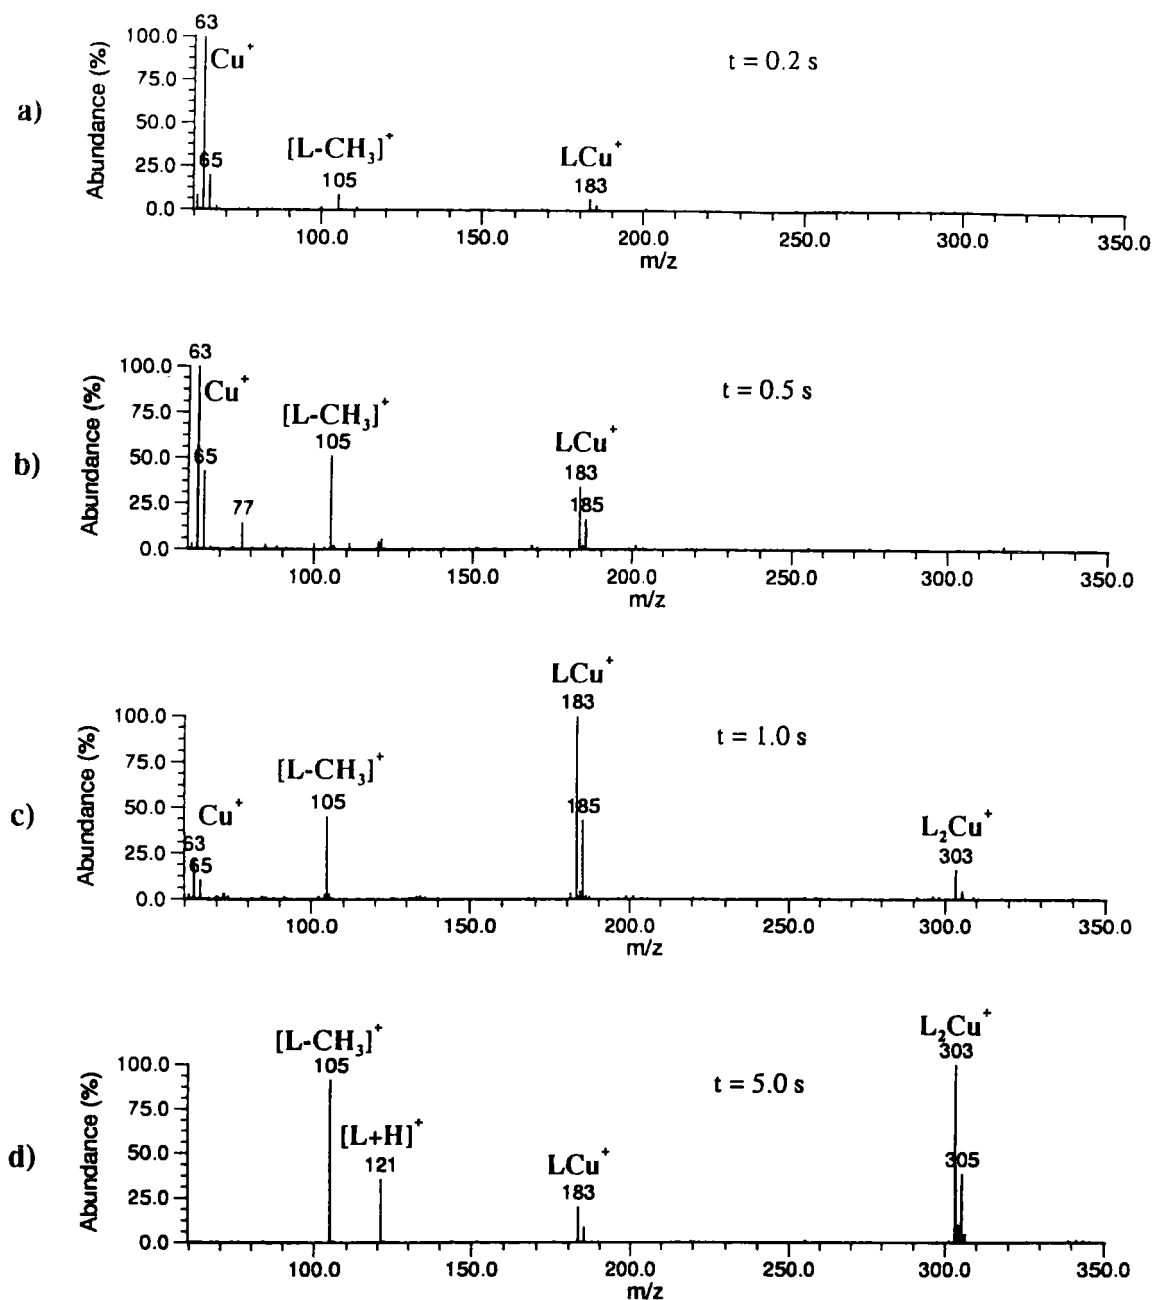 a)
Abundance (%)
100.0
75.0
50.0
25.0
0.0
63
Cu⁺
65
[L-CH₃]⁺
105
LCu⁺
183
t = 0.2 s
100.0 150.0 200.0 250.0 300.0 350.0
m/z
b)
Abundance (%)
100.0
75.0
50.0
25.0
0.0
63
Cu⁺
65
77
[L-CH₃]⁺
105
LCu⁺
183
185
t = 0.5 s
100.0 150.0 200.0 250.0 300.0 350.0
m/z
c)
Abundance (%)
100.0
75.0
50.0
25.0
0.0
Cu⁺
63
65
[L-CH₃]⁺
105
LCu⁺
183
185
t = 1.0 s
L₂Cu⁺
303
100.0 150.0 200.0 250.0 300.0 350.0
m/z
d)
Abundance (%)
100.0
75.0
50.0
25.0
0.0
[L-CH₃]⁺
105
[L+H]⁺
121
LCu⁺
183
t = 5.0 s
L₂Cu⁺
303
305
100.0 150.0 200.0 250.0 300.0 350.0
m/z